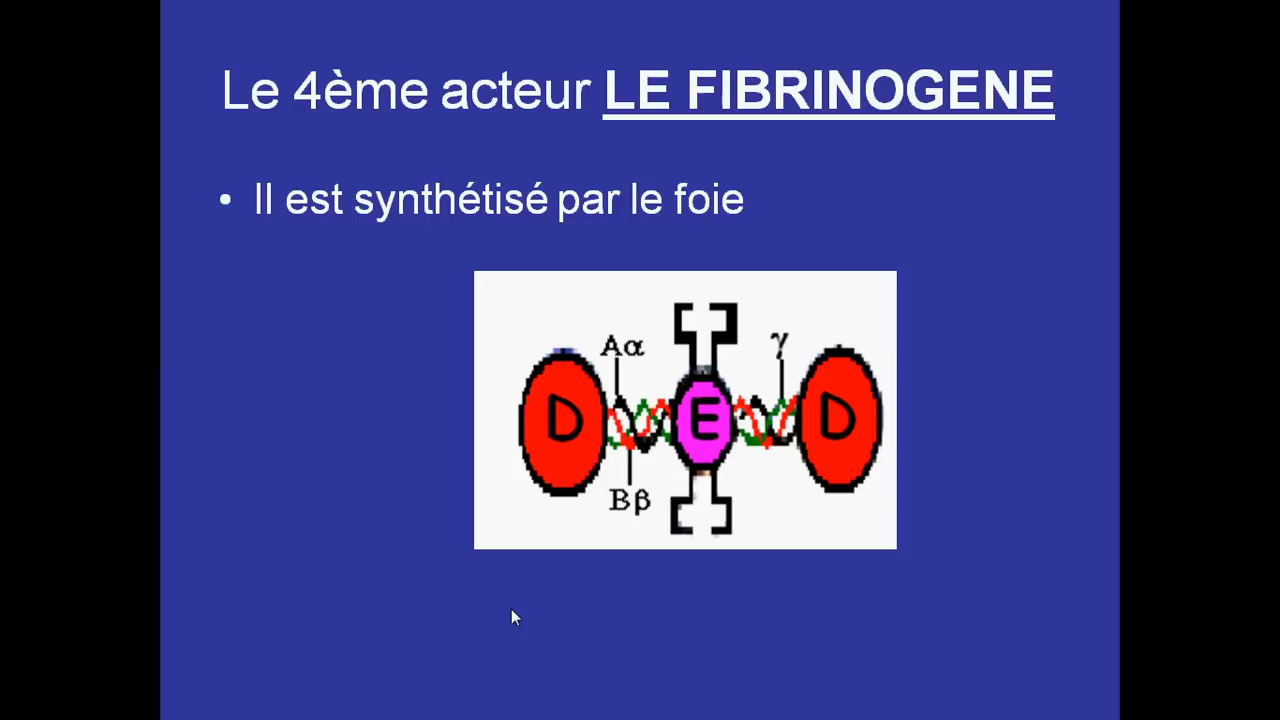 Le 4ème acteur LE FIBRINOGENE
• Il est synthétisé par le foie
Aα
γ
D
E
D
Bβ